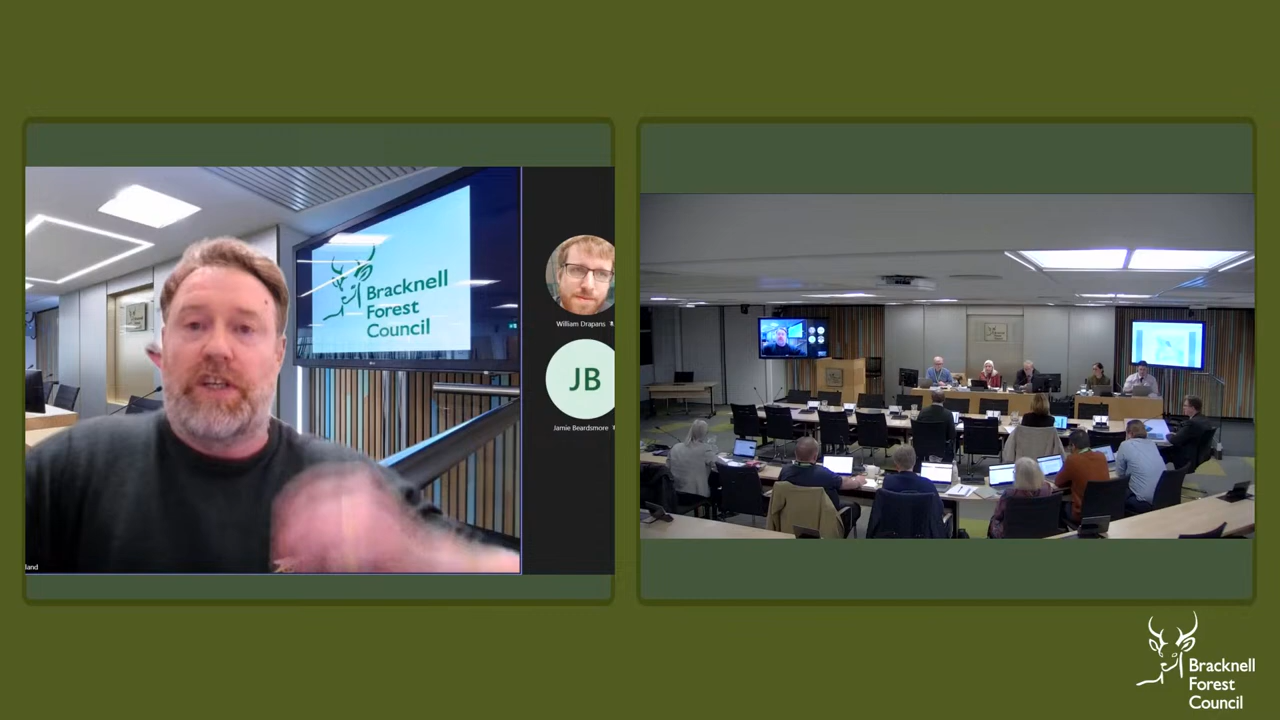 Bracknell
Forest
Council
William Drapans
JB
Jamie Beardsmore
land
Bracknell
Forest
Council